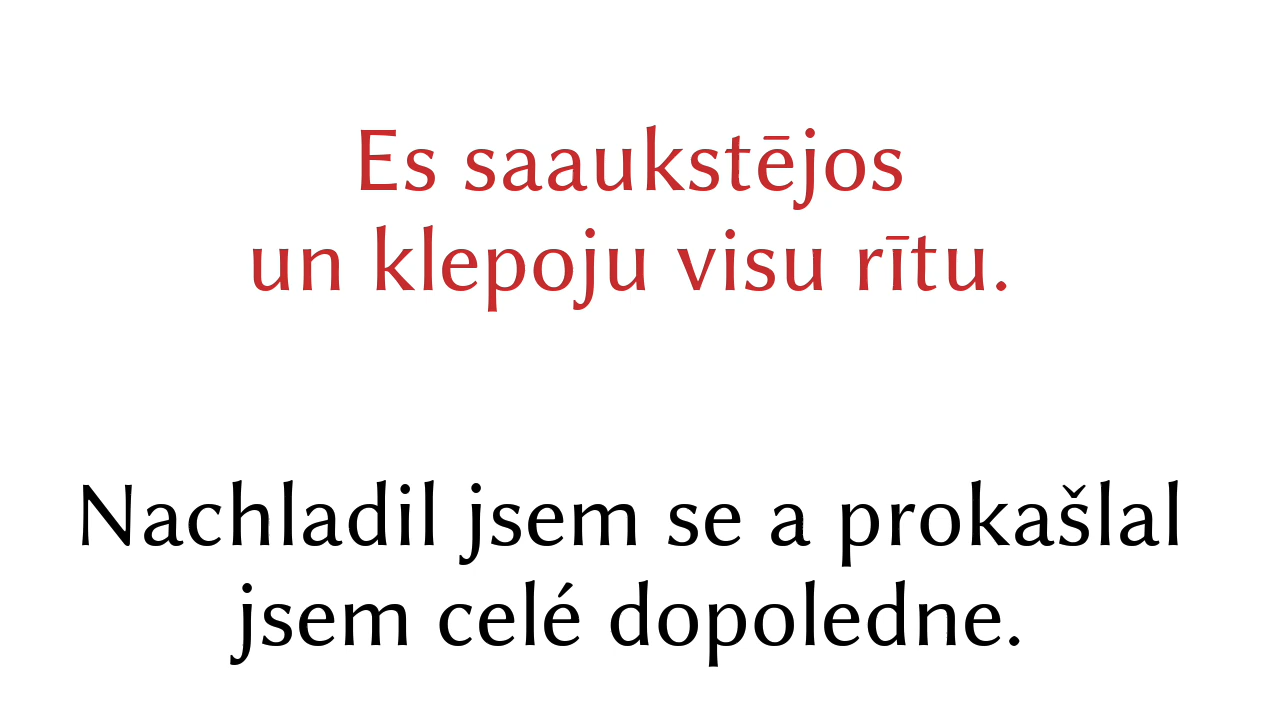 Es saaukstējos
un klepoju visu rītu.
Nachladil jsem se a prokašlal
jsem celé dopoledne.